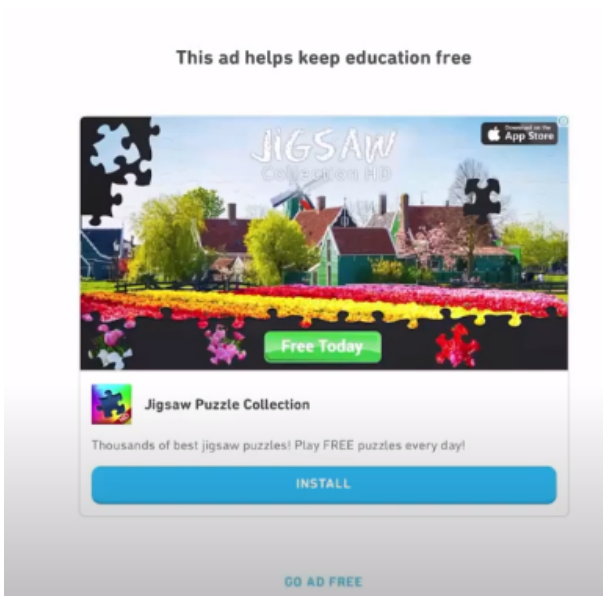 This ad helps keep education free
JIGSAW
Collection HD
Download on the
App Store
Free Today
Jigsaw Puzzle Collection
Thousands of best jigsaw puzzles! Play FREE puzzles every day!
INSTALL
GO AD FREE